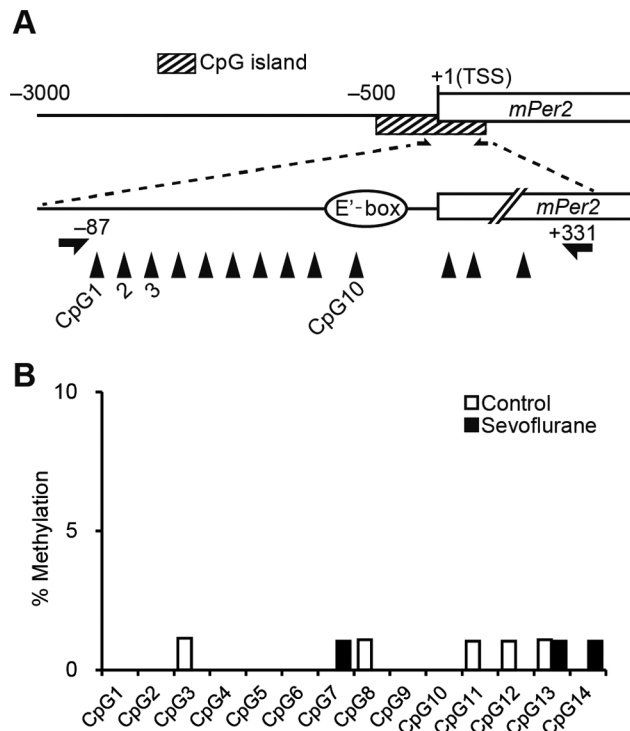 A
CpG island
+1(TSS)
–3000
–500
mPer2
E'-box
mPer2
–87
+331
CpG1
2
3
CpG10
B
10
Control
Sevoflurane
5
% Methylation
0
CpG1
CpG2
CpG3
CpG4
CpG5
CpG6
CpG7
CpG8
CpG9
CpG10
CpG11
CpG12
CpG13
CpG14